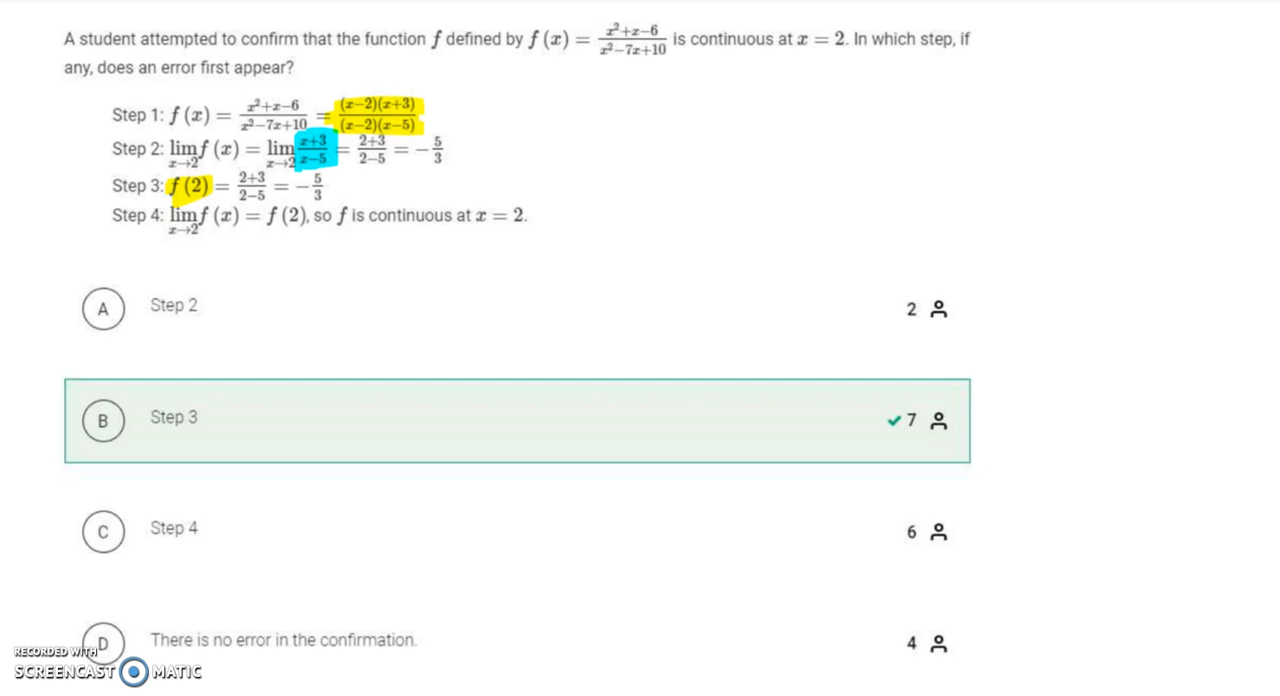 A student attempted to confirm that the function f defined by f (x) = (x²+x−6)/(x²−7x+10) is continuous at x = 2. In which step, if
any, does an error first appear?
Step 1: f (x) = (x²+x−6)/(x²−7x+10) = ((x−2)(x+3))/((x−2)(x−5))
Step 2: lim x→2 f (x) = lim x→2 (x+3)/(x−5) = (2+3)/(2−5) = −5/3
Step 3: f (2) = (2+3)/(2−5) = −5/3
Step 4: lim x→2 f (x) = f (2), so f is continuous at x = 2.
A Step 2 2
B Step 3 7
C Step 4 6
D There is no error in the confirmation. 4
RECORDED WITH
SCREENCAST MATIC